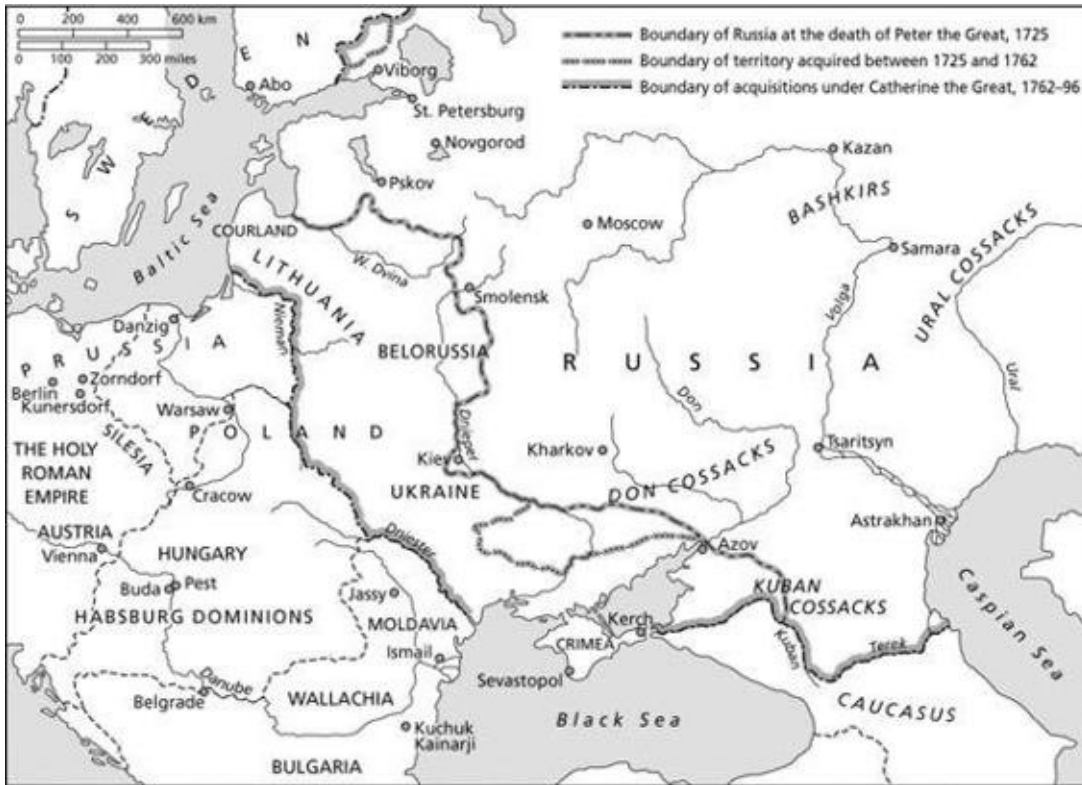 0 200 400 600 km
0 100 200 300 miles
Boundary of Russia at the death of Peter the Great, 1725
Boundary of territory acquired between 1725 and 1762
Boundary of acquisitions under Catherine the Great, 1762–96
SWEDEN
Abo
Viborg
St. Petersburg
Novgorod
Pskov
Kazan
BASHKIRS
Moscow
Samara
Baltic Sea
COURLAND
LITHUANIA
W. Dvina
Smolensk
URAL COSSACKS
Volga
Danzig
Nieman
BELORUSSIA
RUSSIA
PRUSSIA
Berlin
Zorndorf
Kunersdorf
Don
Ural
Warsaw
POLAND
Dnieper
SILESIA
THE HOLY
ROMAN
EMPIRE
Kiev
Kharkov
Tsaritsyn
Cracow
UKRAINE
DON COSSACKS
Astrakhan
AUSTRIA
Vienna
HUNGARY
Dniester
Azov
Buda
Pest
Jassy
KUBAN
COSSACKS
Caspian Sea
HABSBURG DOMINIONS
MOLDAVIA
Kerch
CRIMEA
Kuban
Terek
Ismail
Sevastopol
Danube
Belgrade
WALLACHIA
Black Sea
CAUCASUS
Kuchuk
Kainarji
BULGARIA